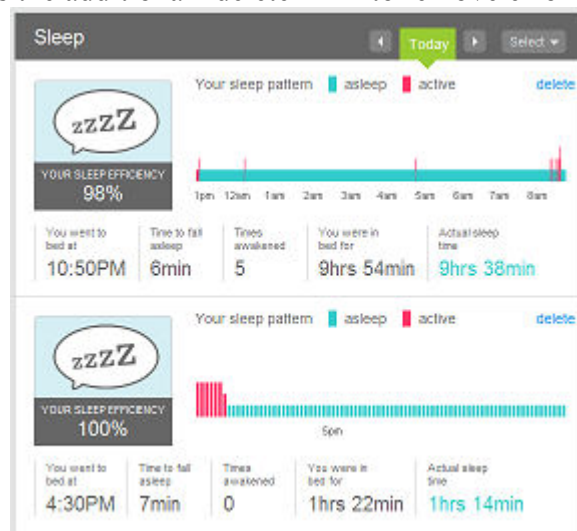 Sleep
Today
Select
Your sleep pattern asleep active delete
zzZZ
YOUR SLEEP EFFICIENCY
98%
1pm 12am 1am 2am 3am 4am 5am 6am 7am 8am
You went to bed at
10:50PM
Time to fall asleep
6min
Times awakened
5
You were in bed for
9hrs 54min
Actual sleep time
9hrs 38min
Your sleep pattern asleep active delete
zzZZ
YOUR SLEEP EFFICIENCY
100%
5pm
You went to bed at
4:30PM
Time to fall asleep
7min
Times awakened
0
You were in bed for
1hrs 22min
Actual sleep time
1hrs 14min